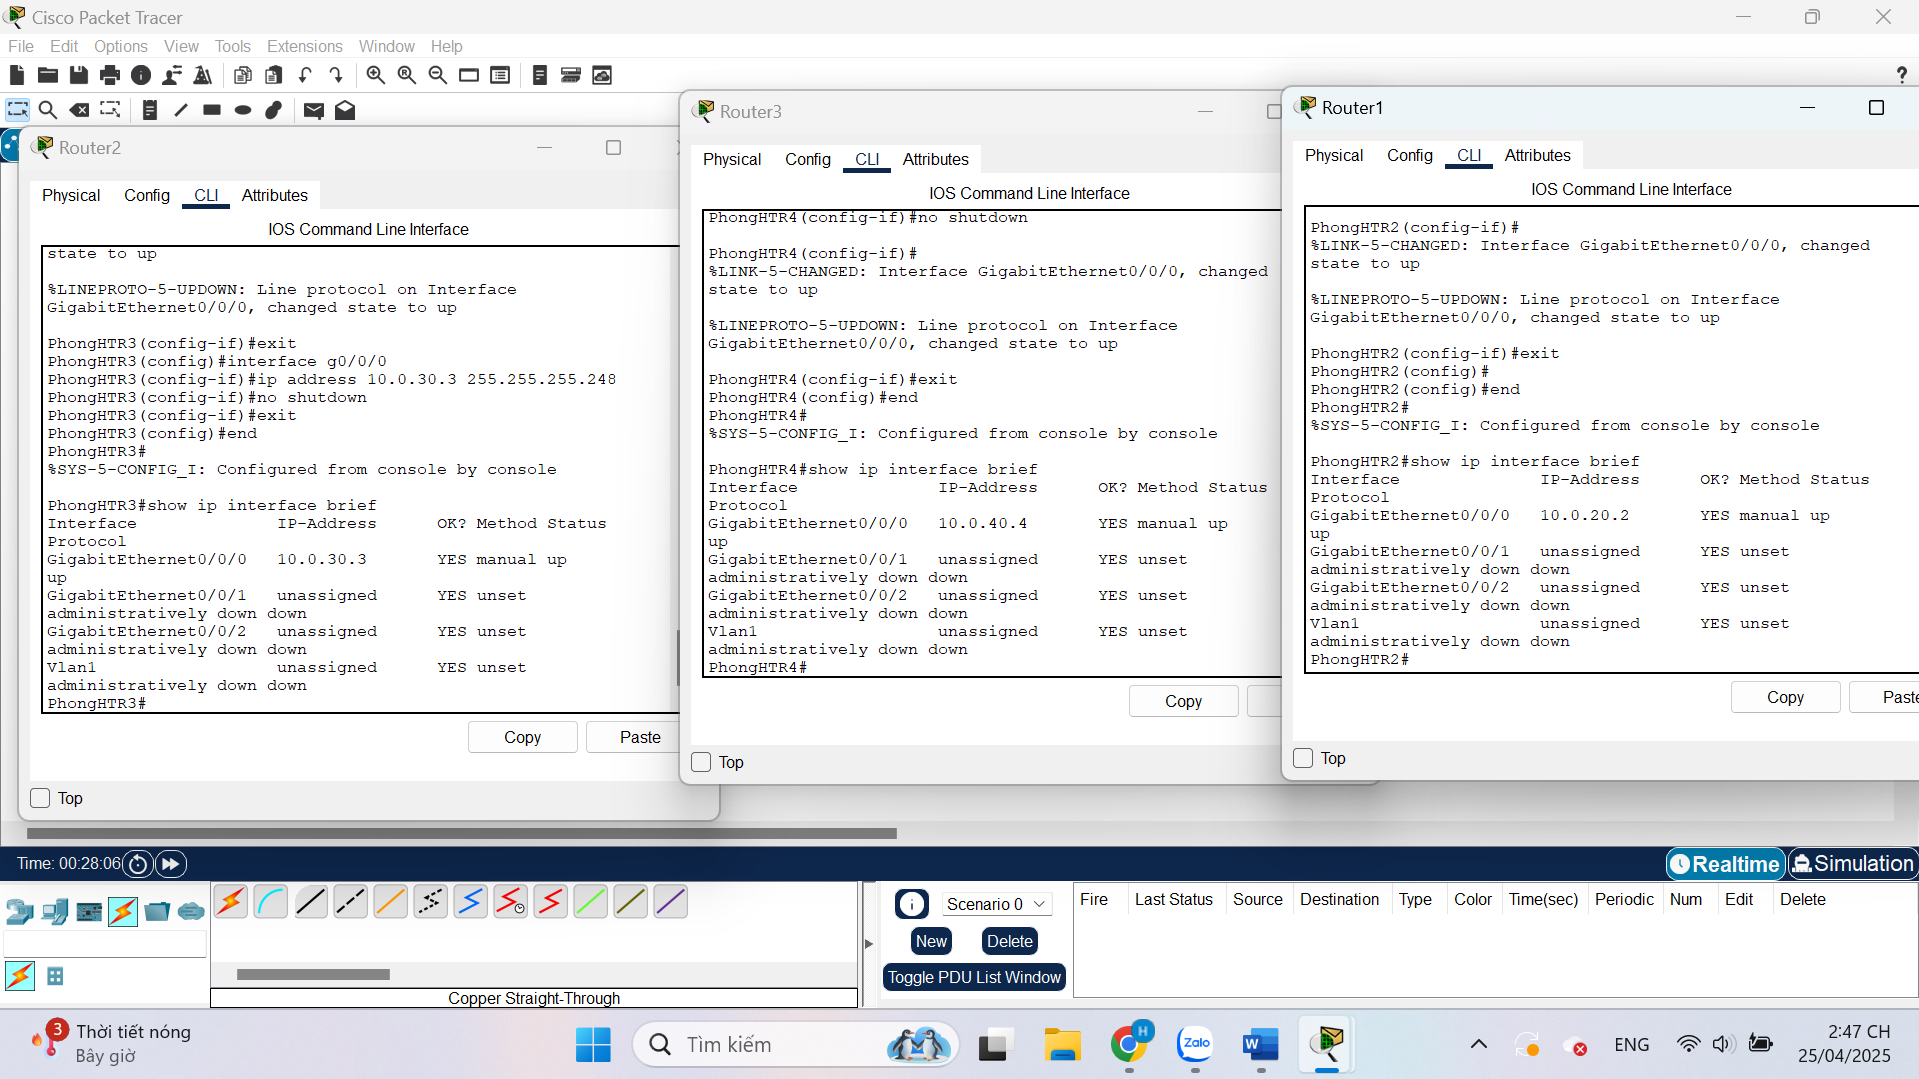 Cisco Packet Tracer
File Edit Options View Tools Extensions Window Help
?
Router2
Physical Config CLI Attributes
IOS Command Line Interface
state to up
%LINEPROTO-5-UPDOWN: Line protocol on Interface
GigabitEthernet0/0/0, changed state to up
PhongHTR3(config-if)#exit
PhongHTR3(config)#interface g0/0/0
PhongHTR3(config-if)#ip address 10.0.30.3 255.255.255.248
PhongHTR3(config-if)#no shutdown
PhongHTR3(config-if)#exit
PhongHTR3(config)#end
PhongHTR3#
%SYS-5-CONFIG_I: Configured from console by console
PhongHTR3#show ip interface brief
Interface IP-Address OK? Method Status
Protocol
GigabitEthernet0/0/0 10.0.30.3 YES manual up
up
GigabitEthernet0/0/1 unassigned YES unset
administratively down down
GigabitEthernet0/0/2 unassigned YES unset
administratively down down
Vlan1 unassigned YES unset
administratively down down
PhongHTR3#
Copy Paste
Top
Router3
Physical Config CLI Attributes
IOS Command Line Interface
PhongHTR4(config-if)#no shutdown
PhongHTR4(config-if)#
%LINK-5-CHANGED: Interface GigabitEthernet0/0/0, changed
state to up
%LINEPROTO-5-UPDOWN: Line protocol on Interface
GigabitEthernet0/0/0, changed state to up
PhongHTR4(config-if)#exit
PhongHTR4(config)#end
PhongHTR4#
%SYS-5-CONFIG_I: Configured from console by console
PhongHTR4#show ip interface brief
Interface IP-Address OK? Method Status
Protocol
GigabitEthernet0/0/0 10.0.40.4 YES manual up
up
GigabitEthernet0/0/1 unassigned YES unset
administratively down down
GigabitEthernet0/0/2 unassigned YES unset
administratively down down
Vlan1 unassigned YES unset
administratively down down
PhongHTR4#
Copy
Top
Router1
Physical Config CLI Attributes
IOS Command Line Interface
PhongHTR2(config-if)#
%LINK-5-CHANGED: Interface GigabitEthernet0/0/0, changed
state to up
%LINEPROTO-5-UPDOWN: Line protocol on Interface
GigabitEthernet0/0/0, changed state to up
PhongHTR2(config-if)#exit
PhongHTR2(config)#
PhongHTR2(config)#end
PhongHTR2#
%SYS-5-CONFIG_I: Configured from console by console
PhongHTR2#show ip interface brief
Interface IP-Address OK? Method Status
Protocol
GigabitEthernet0/0/0 10.0.20.2 YES manual up
up
GigabitEthernet0/0/1 unassigned YES unset
administratively down down
GigabitEthernet0/0/2 unassigned YES unset
administratively down down
Vlan1 unassigned YES unset
administratively down down
PhongHTR2#
Copy Paste
Top
Time: 00:28:06
Realtime Simulation
Scenario 0
New Delete
Toggle PDU List Window
Fire Last Status Source Destination Type Color Time(sec) Periodic Num Edit Delete
Copper Straight-Through
3
Thời tiết nóng
Bây giờ
Tìm kiếm
H
Zalo
W
ENG
2:47 CH
25/04/2025